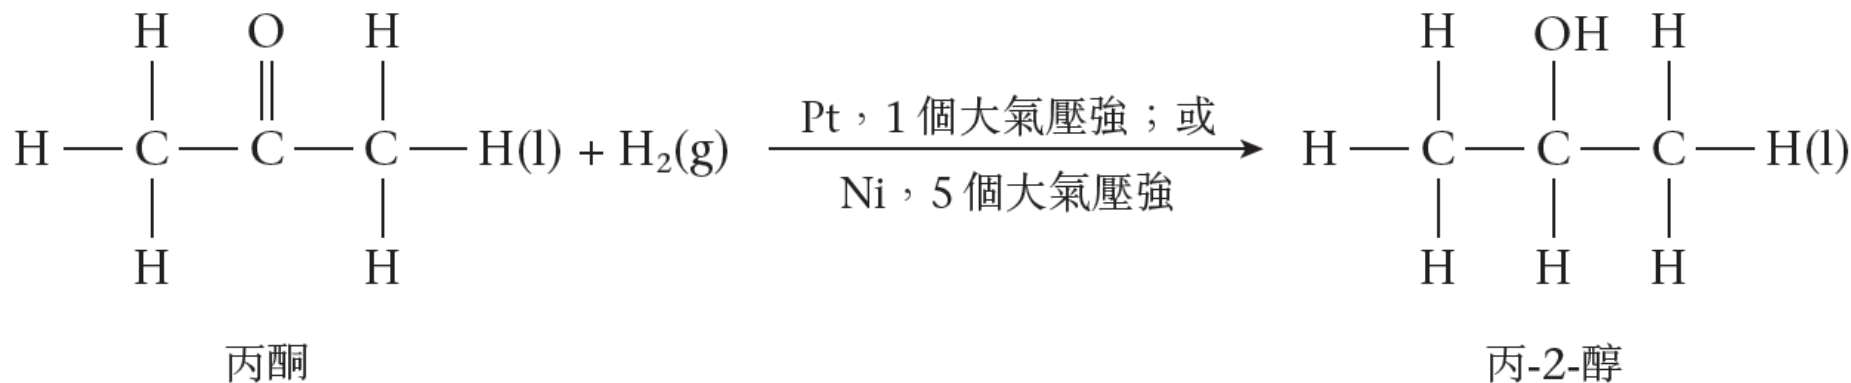 H O H H OH H
Pt，1 個大氣壓強；或
H — C — C — C — H(l) + H₂(g) H — C — C — C — H(l)
Ni，5 個大氣壓強
H H H H H
丙酮 丙-2-醇